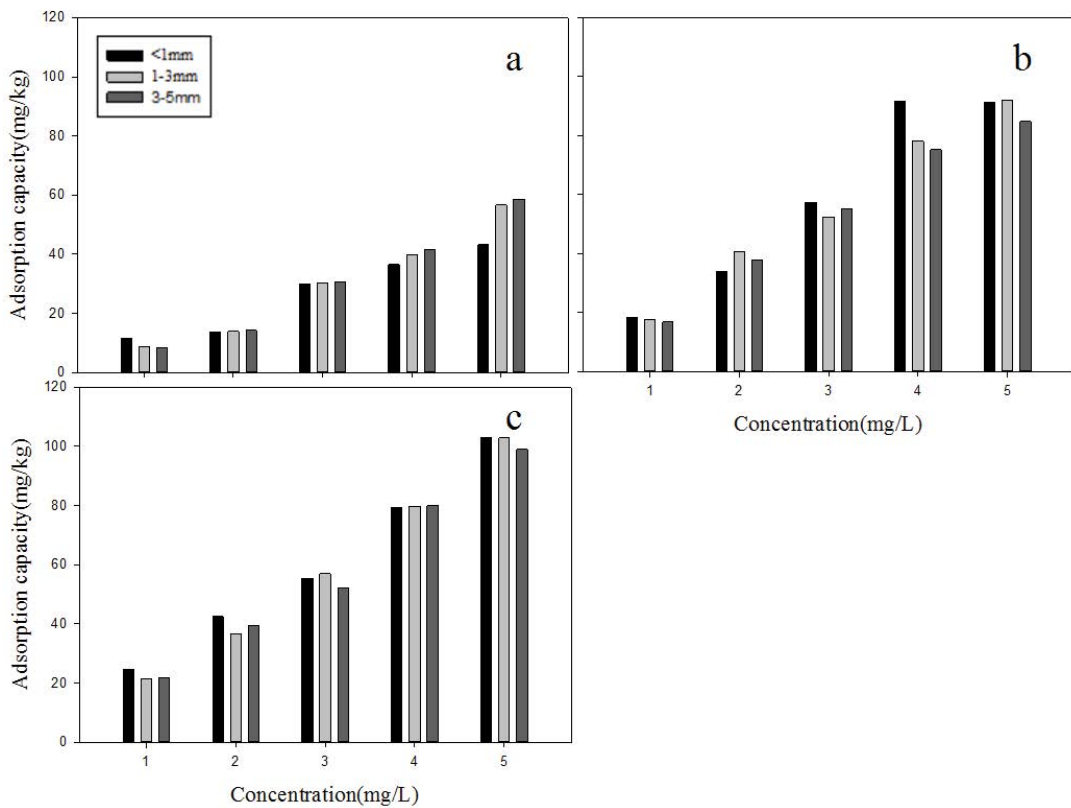 120
100
80
60
40
20
0
Adsorption capacity(mg/kg)
<1mm
1-3mm
3-5mm
a
b
1 2 3 4 5
Concentration(mg/L)
120
100
80
60
40
20
0
Adsorption capacity(mg/kg)
c
1 2 3 4 5
Concentration(mg/L)